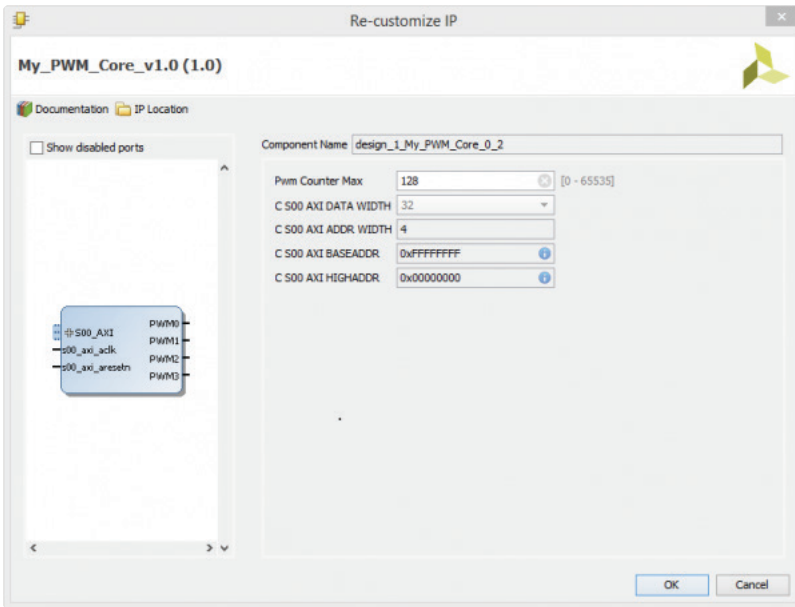 Re-customize IP
My_PWM_Core_v1.0 (1.0)
Documentation IP Location
Show disabled ports
Component Name design_1_My_PWM_Core_0_2
Pwm Counter Max 128 [0 - 65535]
C S00 AXI DATA WIDTH 32
C S00 AXI ADDR WIDTH 4
C S00 AXI BASEADDR 0xFFFFFFFF
C S00 AXI HIGHADDR 0x00000000
S00_AXI
s00_axi_aclk
s00_axi_aresetn
PWM0
PWM1
PWM2
PWM3
OK Cancel